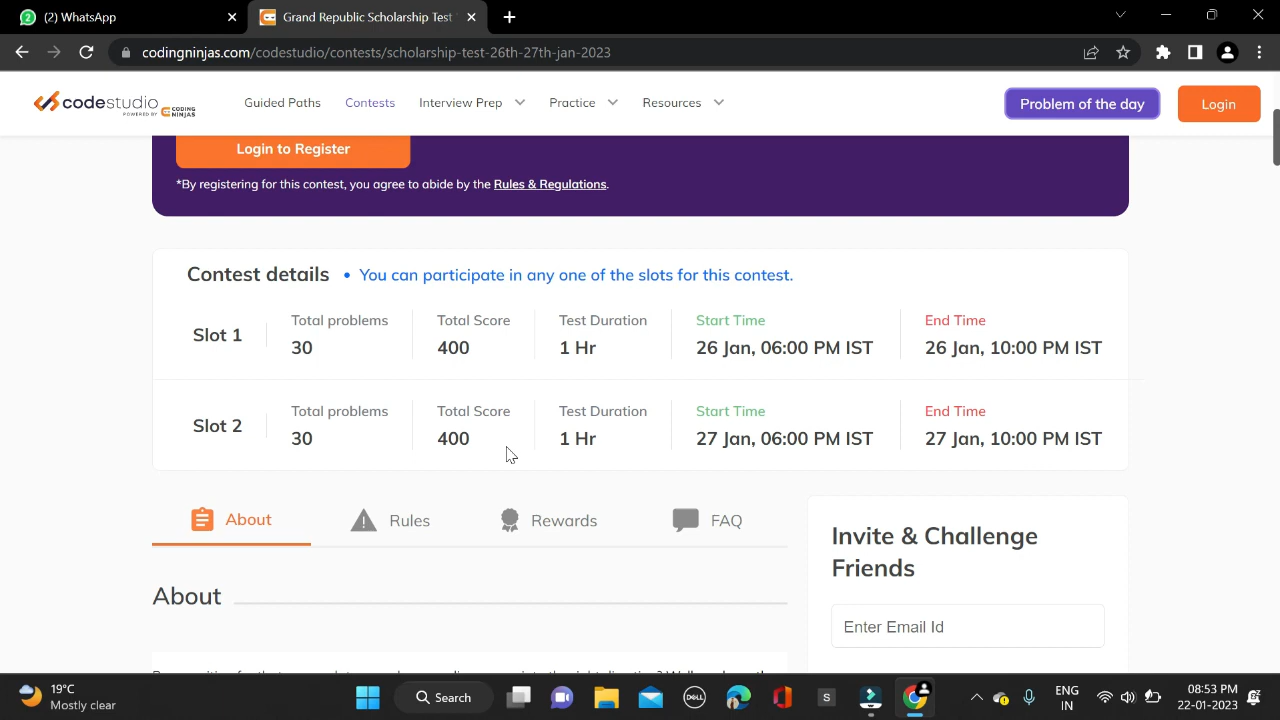 (2) WhatsApp
Grand Republic Scholarship Test
codingninjas.com/codestudio/contests/scholarship-test-26th-27th-jan-2023
codestudio
POWERED BY CODING NINJAS
Guided Paths
Contests
Interview Prep
Practice
Resources
Problem of the day
Login
Login to Register
*By registering for this contest, you agree to abide by the Rules & Regulations.
Contest details • You can participate in any one of the slots for this contest.
Slot 1
Total problems
30
Total Score
400
Test Duration
1 Hr
Start Time
26 Jan, 06:00 PM IST
End Time
26 Jan, 10:00 PM IST
Slot 2
Total problems
30
Total Score
400
Test Duration
1 Hr
Start Time
27 Jan, 06:00 PM IST
End Time
27 Jan, 10:00 PM IST
About
Rules
Rewards
FAQ
About
Invite & Challenge
Friends
Enter Email Id
19°C
Mostly clear
Search
DELL
S
ENG
IN
08:53 PM
22-01-2023